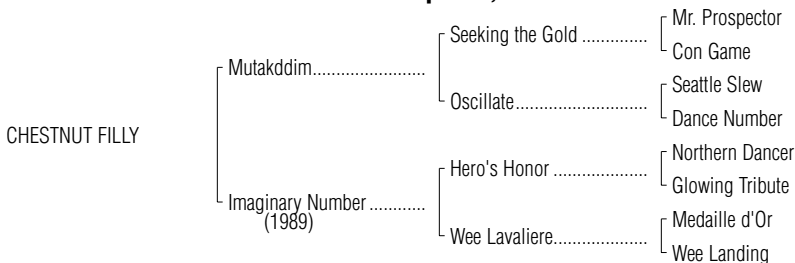 Mr. Prospector
Seeking the Gold ..............
Con Game
Mutakddim........................
Seattle Slew
Oscillate............................
Dance Number
CHESTNUT FILLY
Northern Dancer
Hero's Honor ....................
Glowing Tribute
Imaginary Number ............
(1989)
Medaille d'Or
Wee Lavaliere....................
Wee Landing